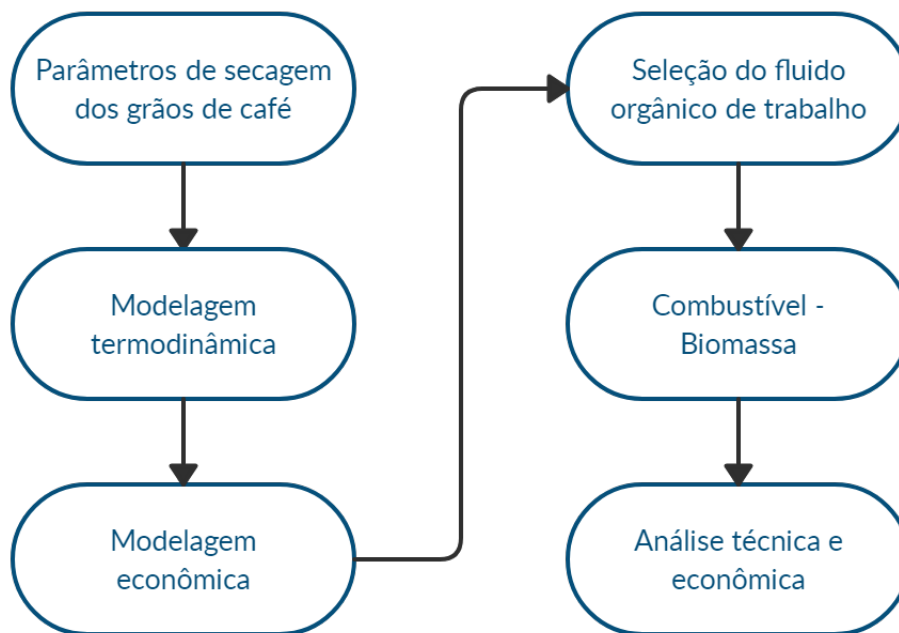 Parâmetros de secagem
dos grãos de café
Modelagem
termodinâmica
Modelagem
econômica
Seleção do fluido
orgânico de trabalho
Combustível -
Biomassa
Análise técnica e
econômica